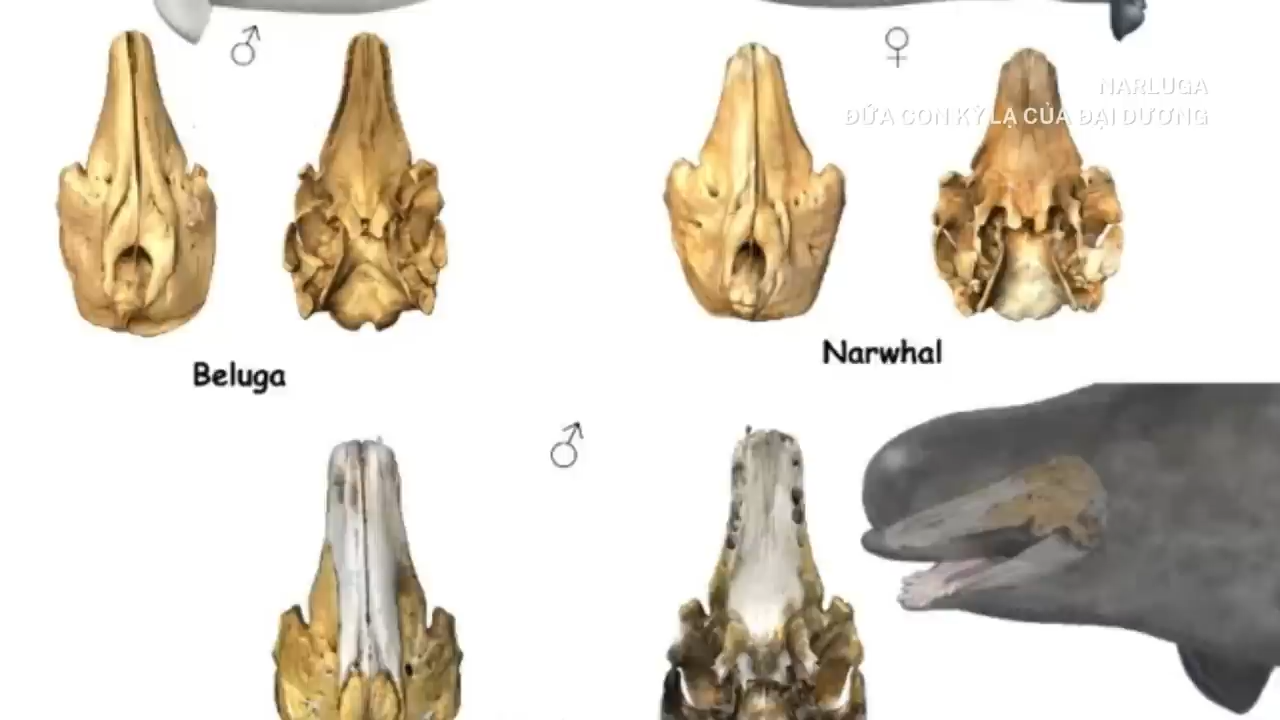 ♂
♀
NARLUGA
ĐỨA CON KỲ LẠ CỦA ĐẠI DƯƠNG
Narwhal
Beluga
♂